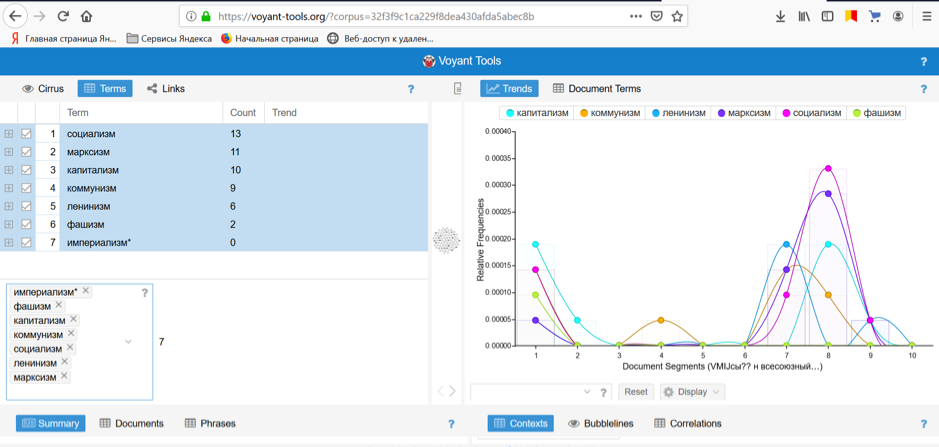 https://voyant-tools.org/?corpus=32f3f9c1ca229f8dea430afda5abec8b
Главная страница Ян... Сервисы Яндекса Начальная страница Веб-доступ к удален...
Voyant Tools ?
Cirrus Terms Links ?
Trends Document Terms ?
Term Count Trend
1 социализм 13
2 марксизм 11
3 капитализм 10
4 коммунизм 9
5 ленинизм 6
6 фашизм 2
7 империализм* 0
империализм* ?
фашизм
капитализм
коммунизм
социализм
ленинизм
марксизм
7
капитализм коммунизм ленинизм марксизм социализм фашизм
Relative Frequencies
0.00040
0.00035
0.00030
0.00025
0.00020
0.00015
0.00010
0.00005
0.00000
1 2 3 4 5 6 7 8 9 10
Document Segments (VMIJсы?? н всесоюзный…)
? Reset Display
Summary Documents Phrases ?
Contexts Bubblelines Correlations ?